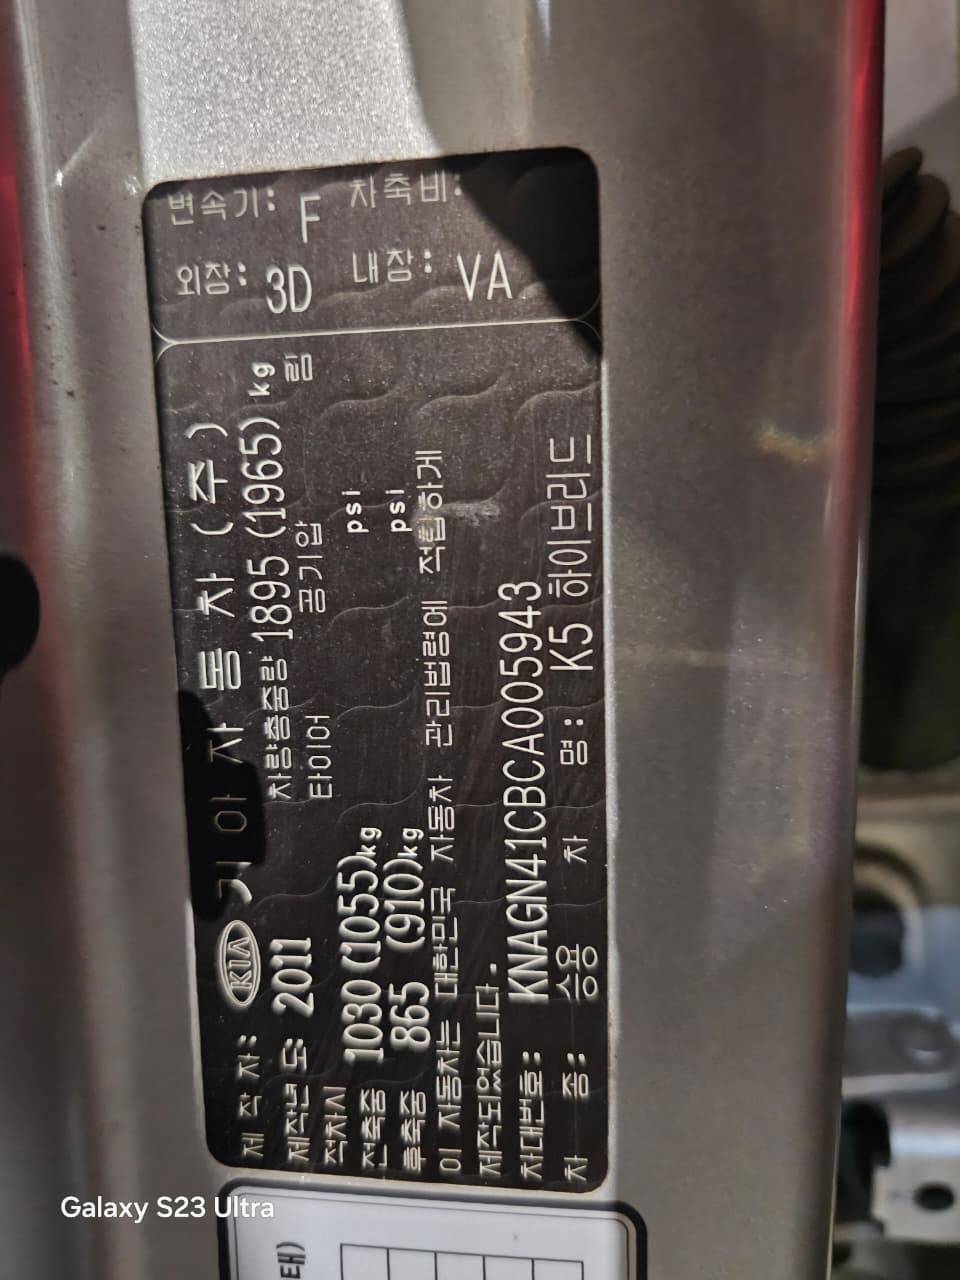 변속기: F 차축비:
외장: 3D 내장: VA
제 작 자: KIA 기 아 자 동 차 (주)
제작년도: 2011 차량총중량 1895 (1965) kg
적차시 타이어 공기압 림
전축중 1030 (1055)kg psi
후축중 865 (910)kg psi
이 자동차는 대한민국 자동차 관리법령에 적합하게
제작되었습니다.
차대번호: KNAGN41CBCA005943
차 종: 승용 차 명: K5 하이브리드
태)
Galaxy S23 Ultra